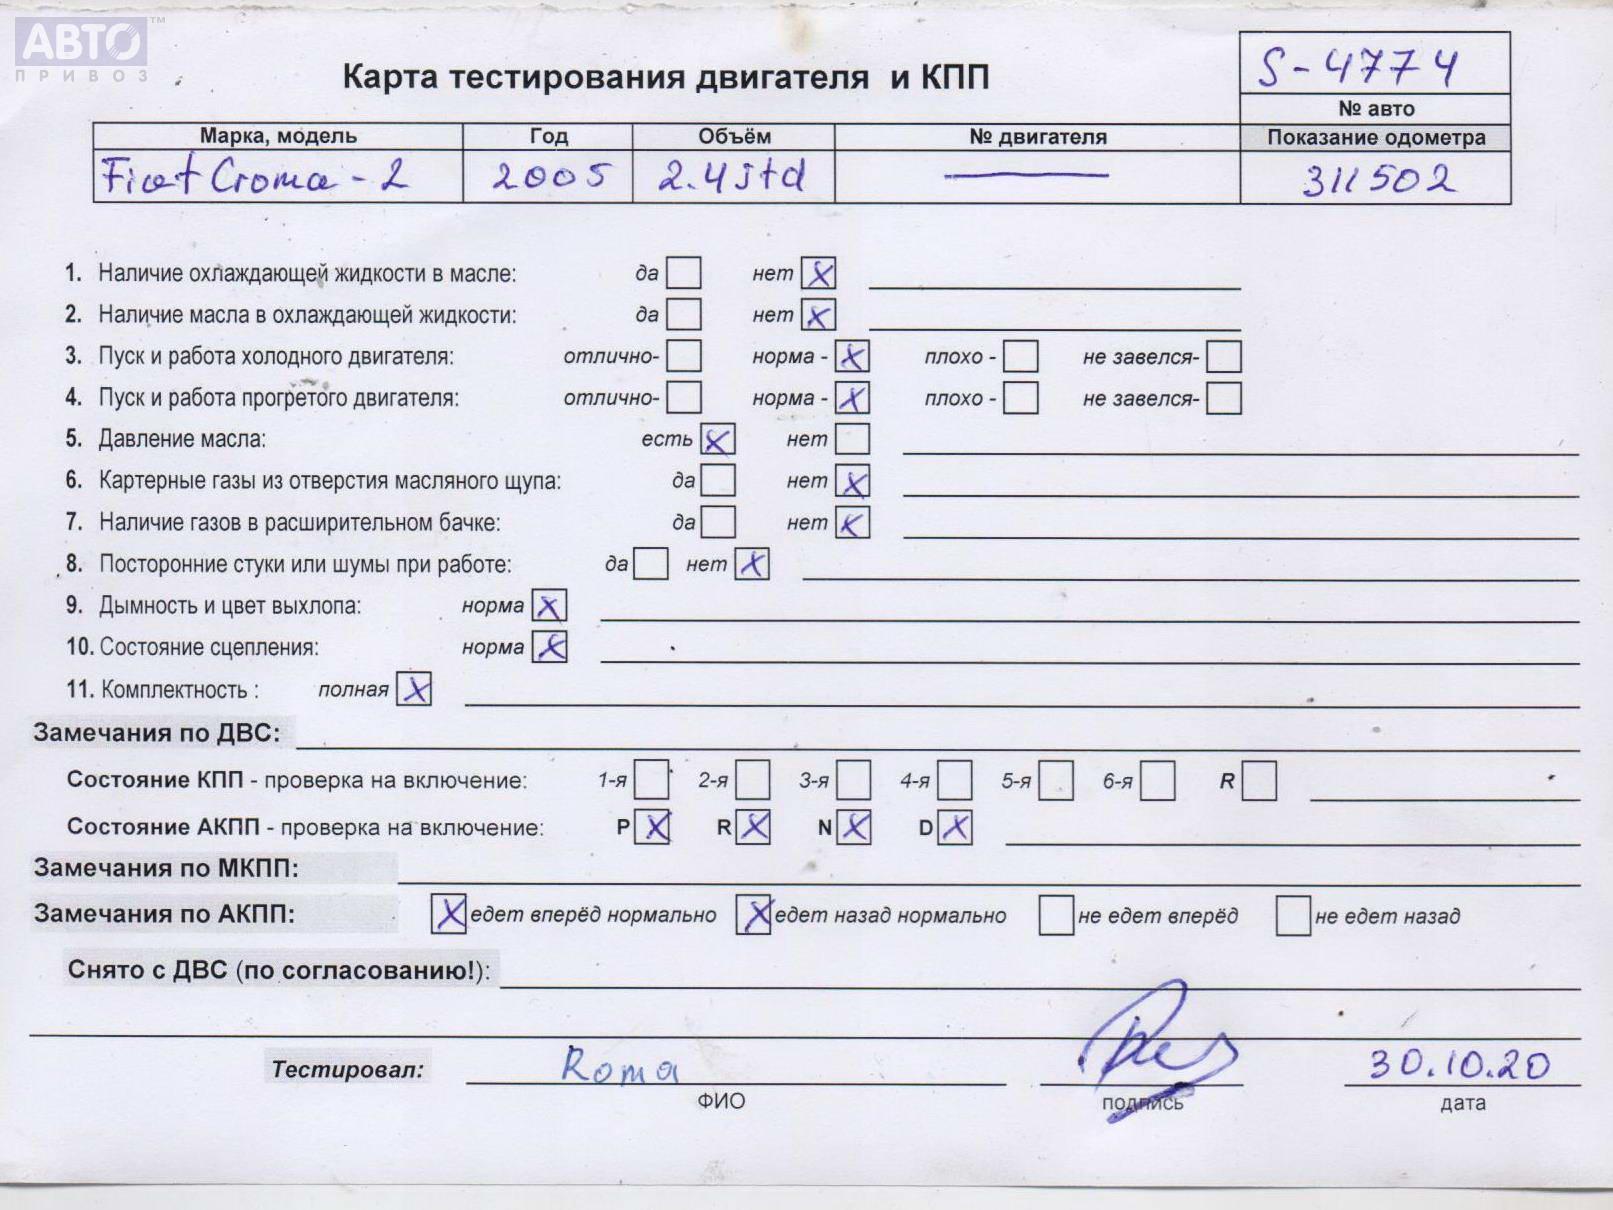 АВТО™
ПРИВОЗ
Карта тестирования двигателя и КПП
S-4774
№ авто
Марка, модель Год Объём № двигателя Показание одометра
Fiat Croma - 2 2005 2.4 jtd — 311502
1. Наличие охлаждающей жидкости в масле: да нет X
2. Наличие масла в охлаждающей жидкости: да нет X
3. Пуск и работа холодного двигателя: отлично- норма - X плохо - не завелся-
4. Пуск и работа прогретого двигателя: отлично- норма - X плохо - не завелся-
5. Давление масла: есть X нет
6. Картерные газы из отверстия масляного щупа: да нет X
7. Наличие газов в расширительном бачке: да нет X
8. Посторонние стуки или шумы при работе: да нет X
9. Дымность и цвет выхлопа: норма X
10. Состояние сцепления: норма X
11. Комплектность : полная X
Замечания по ДВС:
Состояние КПП - проверка на включение: 1-я 2-я 3-я 4-я 5-я 6-я R
Состояние АКПП - проверка на включение: P X R X N X D X
Замечания по МКПП:
Замечания по АКПП: X едет вперёд нормально X едет назад нормально не едет вперёд не едет назад
Снято с ДВС (по согласованию!):
Тестировал: Roma 30.10.20
ФИО подпись дата